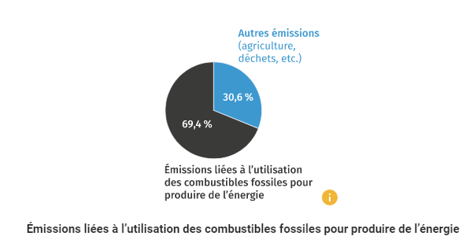 Autres émissions
(agriculture,
déchets, etc.)
30,6 %
69,4 %
Émissions liées à l'utilisation
des combustibles fossiles pour
produire de l'énergie
i
Émissions liées à l'utilisation des combustibles fossiles pour produire de l'énergie